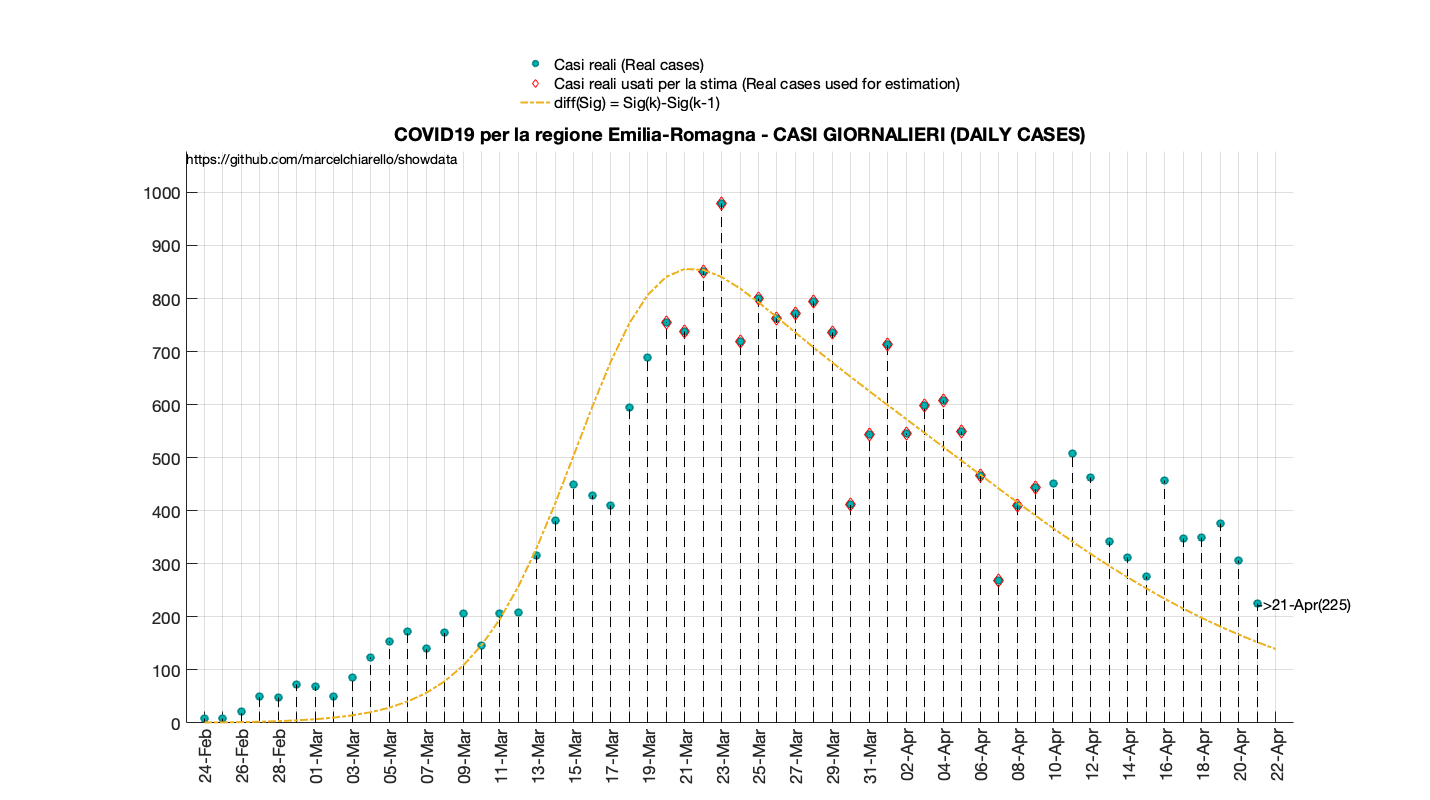 Casi reali (Real cases)
Casi reali usati per la stima (Real cases used for estimation)
diff(Sig) = Sig(k)-Sig(k-1)
COVID19 per la regione Emilia-Romagna - CASI GIORNALIERI (DAILY CASES)
https://github.com/marcelchiarello/showdata
1000
900
800
700
600
500
400
300
200
100
0
->21-Apr(225)
24-Feb
26-Feb
28-Feb
01-Mar
03-Mar
05-Mar
07-Mar
09-Mar
11-Mar
13-Mar
15-Mar
17-Mar
19-Mar
21-Mar
23-Mar
25-Mar
27-Mar
29-Mar
31-Mar
02-Apr
04-Apr
06-Apr
08-Apr
10-Apr
12-Apr
14-Apr
16-Apr
18-Apr
20-Apr
22-Apr